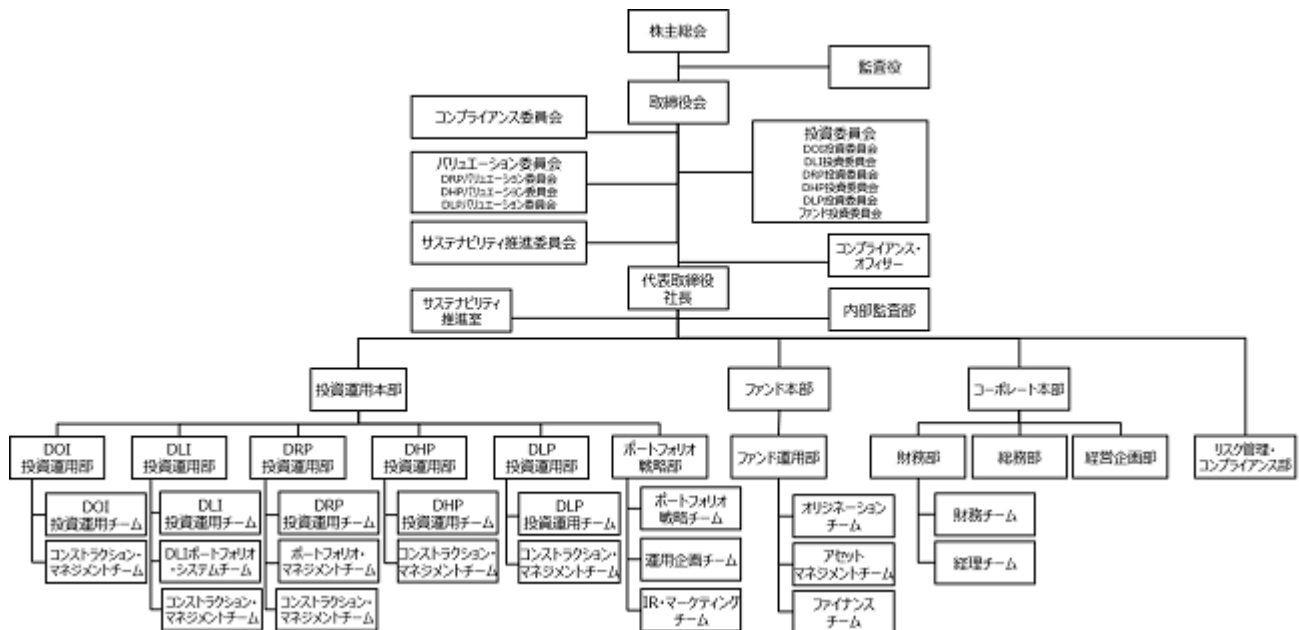 株主総会
監査役
取締役会
コンプライアンス委員会
投資委員会
DOI投資委員会
DLI投資委員会
DRP投資委員会
DHP投資委員会
DLP投資委員会
ファンド投資委員会
バリュエーション委員会
DRPバリュエーション委員会
DHPバリュエーション委員会
DLPバリュエーション委員会
サステナビリティ推進委員会
コンプライアンス・
オフィサー
代表取締役
社長
サステナビリティ
推進室
内部監査部
投資運用本部
ファンド本部
コーポレート本部
DOI
投資運用部
DLI
投資運用部
DRP
投資運用部
DHP
投資運用部
DLP
投資運用部
ポートフォリオ
戦略部
ファンド運用部
財務部
総務部
経営企画部
リスク管理・
コンプライアンス部
DOI
投資運用チーム
コンストラクション・
マネジメントチーム
DLI
投資運用チーム
DLIポートフォリオ
・システムチーム
コンストラクション・
マネジメントチーム
DRP
投資運用チーム
ポートフォリオ・
マネジメントチーム
コンストラクション・
マネジメントチーム
DHP
投資運用チーム
コンストラクション・
マネジメントチーム
DLP
投資運用チーム
コンストラクション・
マネジメントチーム
ポートフォリオ
戦略チーム
運用企画チーム
IR・マーケティング
チーム
オリジネーション
チーム
アセット
マネジメントチーム
ファイナンス
チーム
財務チーム
経理チーム